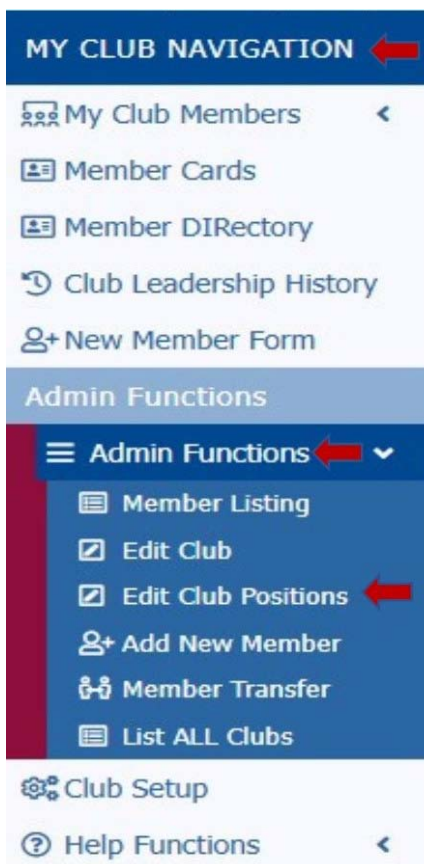 MY CLUB NAVIGATION
My Club Members
Member Cards
Member DIRectory
Club Leadership History
New Member Form
Admin Functions
Admin Functions
Member Listing
Edit Club
Edit Club Positions
Add New Member
Member Transfer
List ALL Clubs
Club Setup
Help Functions